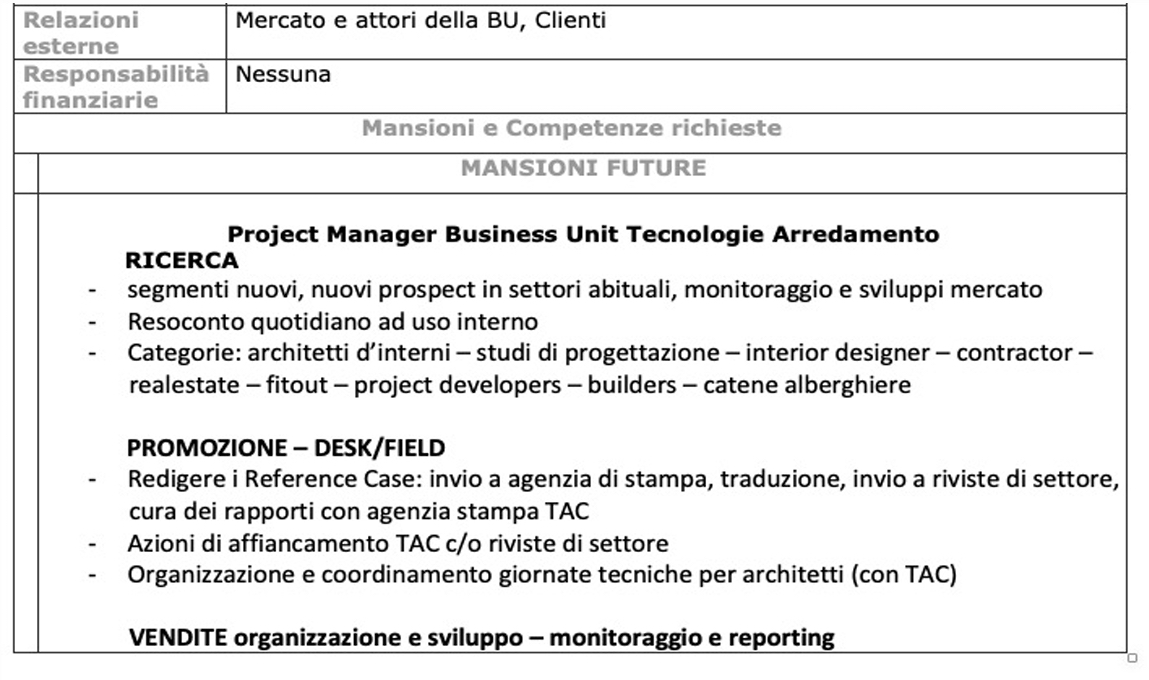 Relazioni esterne
Mercato e attori della BU, Clienti
Responsabilità finanziarie
Nessuna
Mansioni e Competenze richieste
MANSIONI FUTURE
Project Manager Business Unit Tecnologie Arredamento
RICERCA
- segmenti nuovi, nuovi prospect in settori abituali, monitoraggio e sviluppi mercato
- Resoconto quotidiano ad uso interno
- Categorie: architetti d’interni – studi di progettazione – interior designer – contractor –
realestate – fitout – project developers – builders – catene alberghiere
PROMOZIONE – DESK/FIELD
- Redigere i Reference Case: invio a agenzia di stampa, traduzione, invio a riviste di settore,
cura dei rapporti con agenzia stampa TAC
- Azioni di affiancamento TAC c/o riviste di settore
- Organizzazione e coordinamento giornate tecniche per architetti (con TAC)
VENDITE organizzazione e sviluppo – monitoraggio e reporting